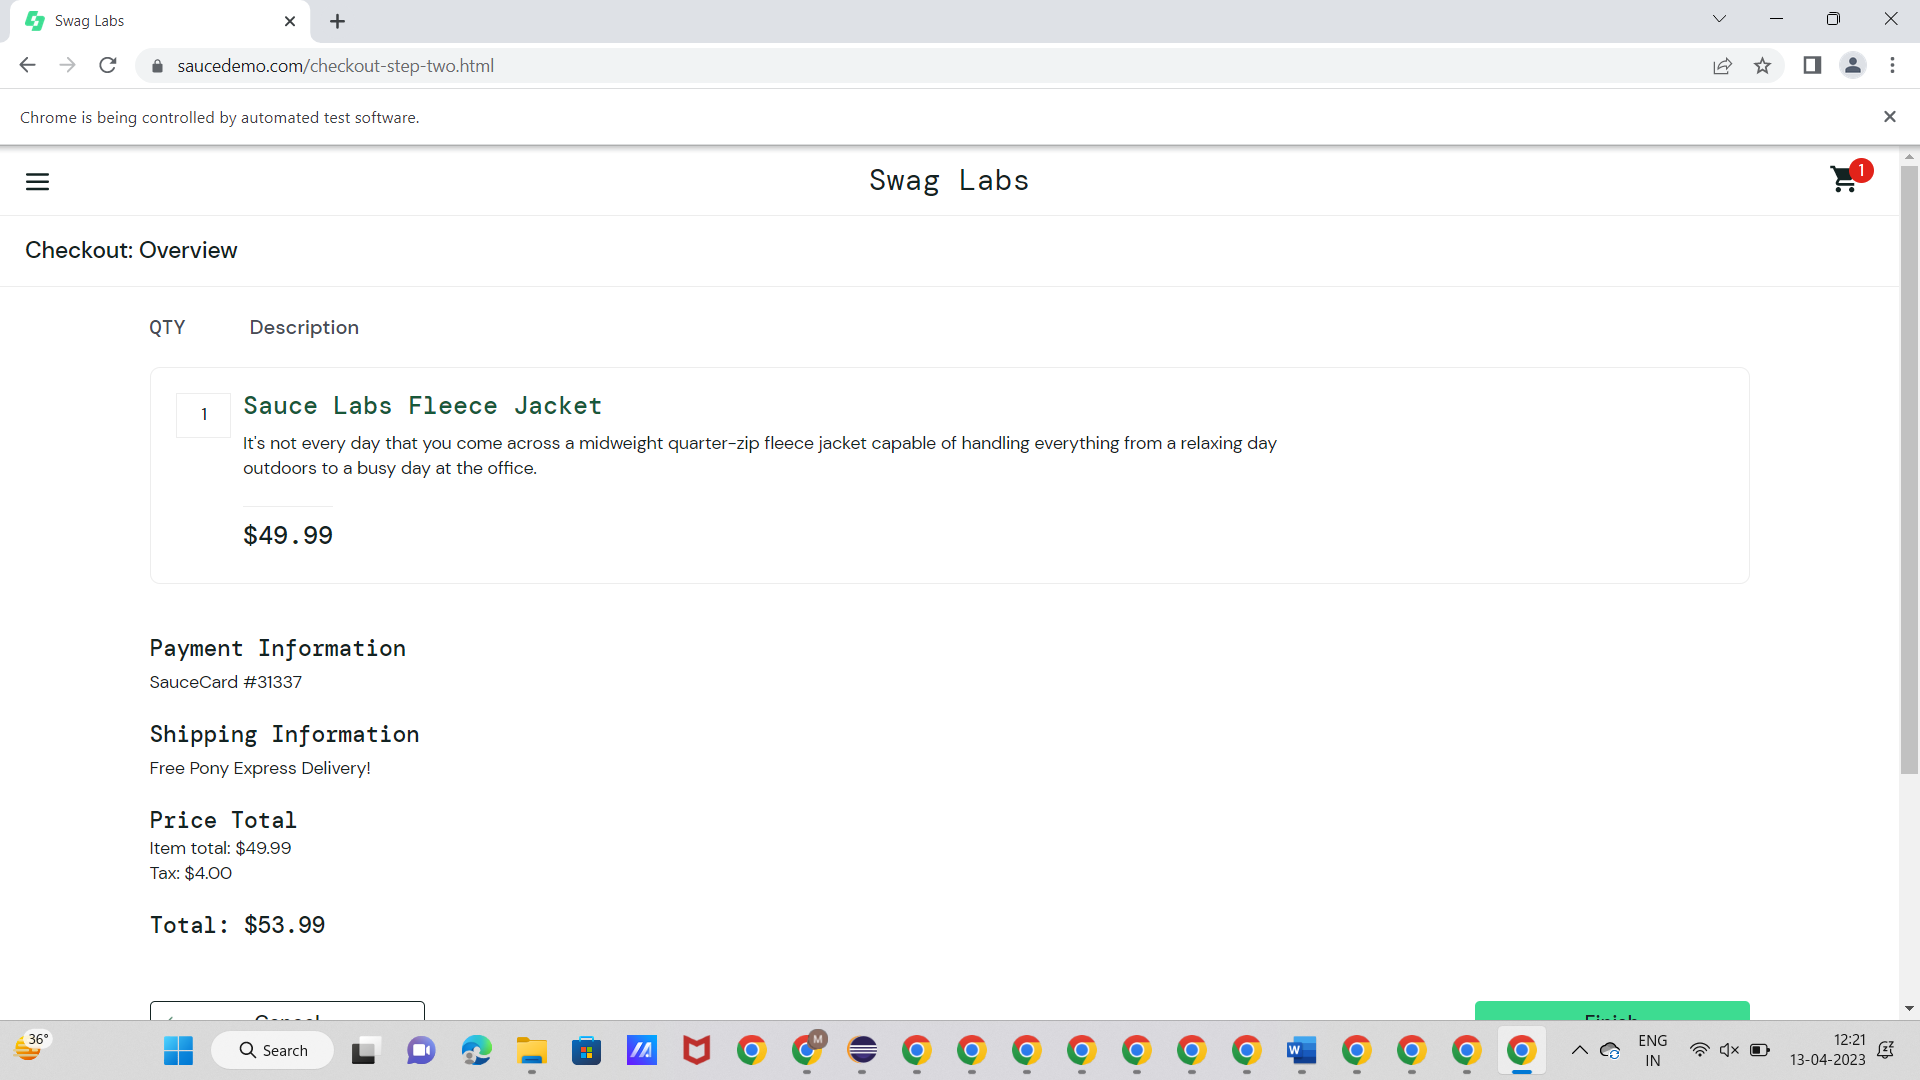 Swag Labs
saucedemo.com/checkout-step-two.html
Chrome is being controlled by automated test software.
Swag Labs
1
Checkout: Overview
QTY Description
1
Sauce Labs Fleece Jacket
It's not every day that you come across a midweight quarter-zip fleece jacket capable of handling everything from a relaxing day
outdoors to a busy day at the office.
$49.99
Payment Information
SauceCard #31337
Shipping Information
Free Pony Express Delivery!
Price Total
Item total: $49.99
Tax: $4.00
Total: $53.99
Cancel
Finish
36°
Search
M
W
ENG
IN
12:21
13-04-2023